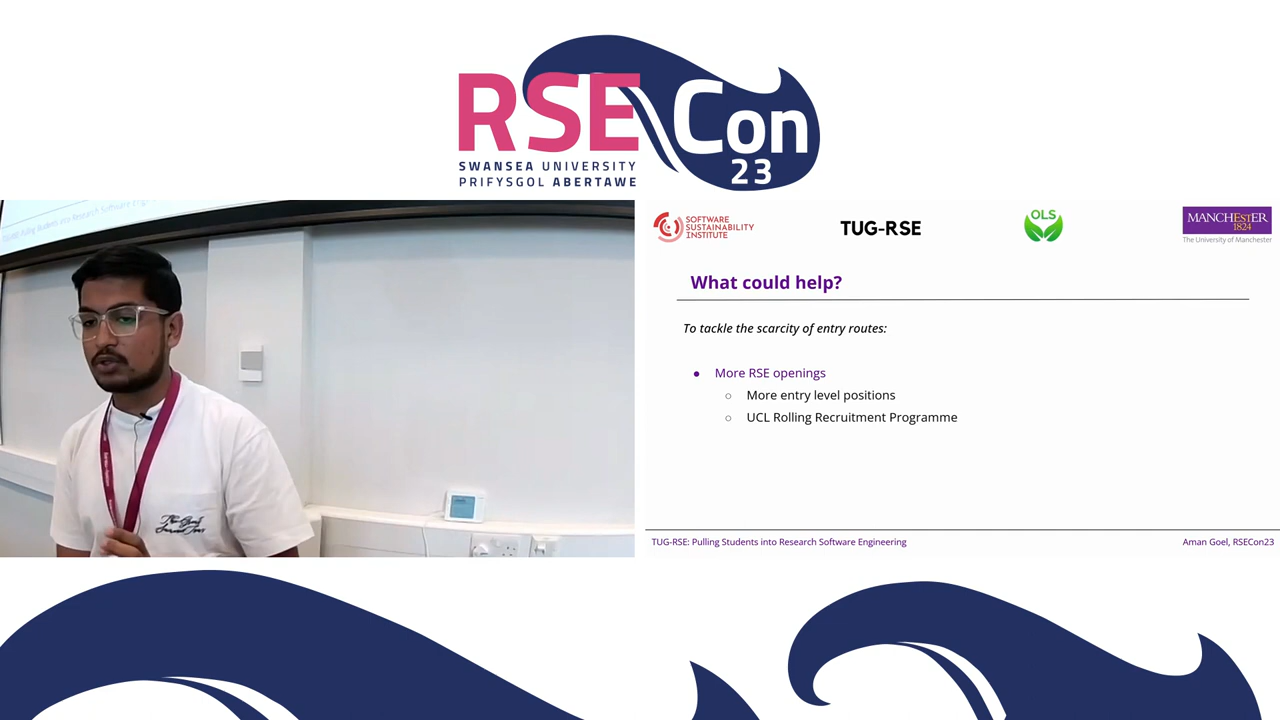 RSE Con
23
SWANSEA UNIVERSITY
PRIFYSGOL ABERTAWE
SOFTWARE
SUSTAINABILITY
INSTITUTE
TUG-RSE
OLS
MANCHESTER
1824
The University of Manchester
What could help?
To tackle the scarcity of entry routes:
● More RSE openings
○ More entry level positions
○ UCL Rolling Recruitment Programme
TUG-RSE: Pulling Students into Research Software Engineering
Aman Goel, RSECon23